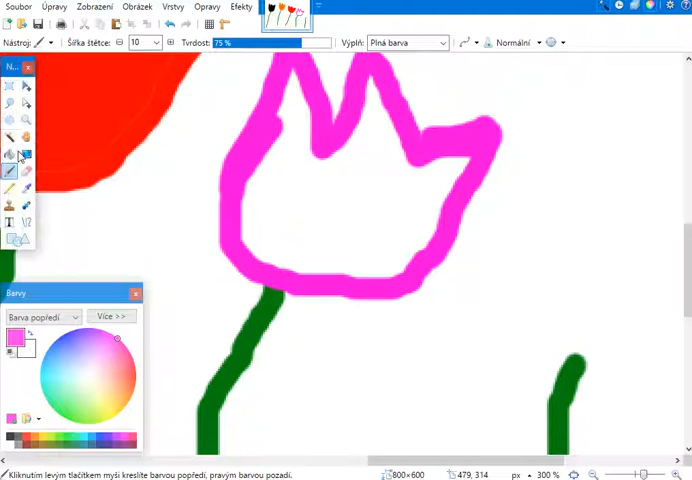 Soubor Úpravy Zobrazení Obrázek Vrstvy Opravy Efekty
Nástroj: Šířka štětce: 10 Tvrdost: 75 % Výplň: Plná barva Normální
N...
T
Barvy
Barva popředí Více >>
Kliknutím levým tlačítkem myši kreslíte barvou popředí, pravým barvou pozadí. 800×600 479, 314 px 300 %